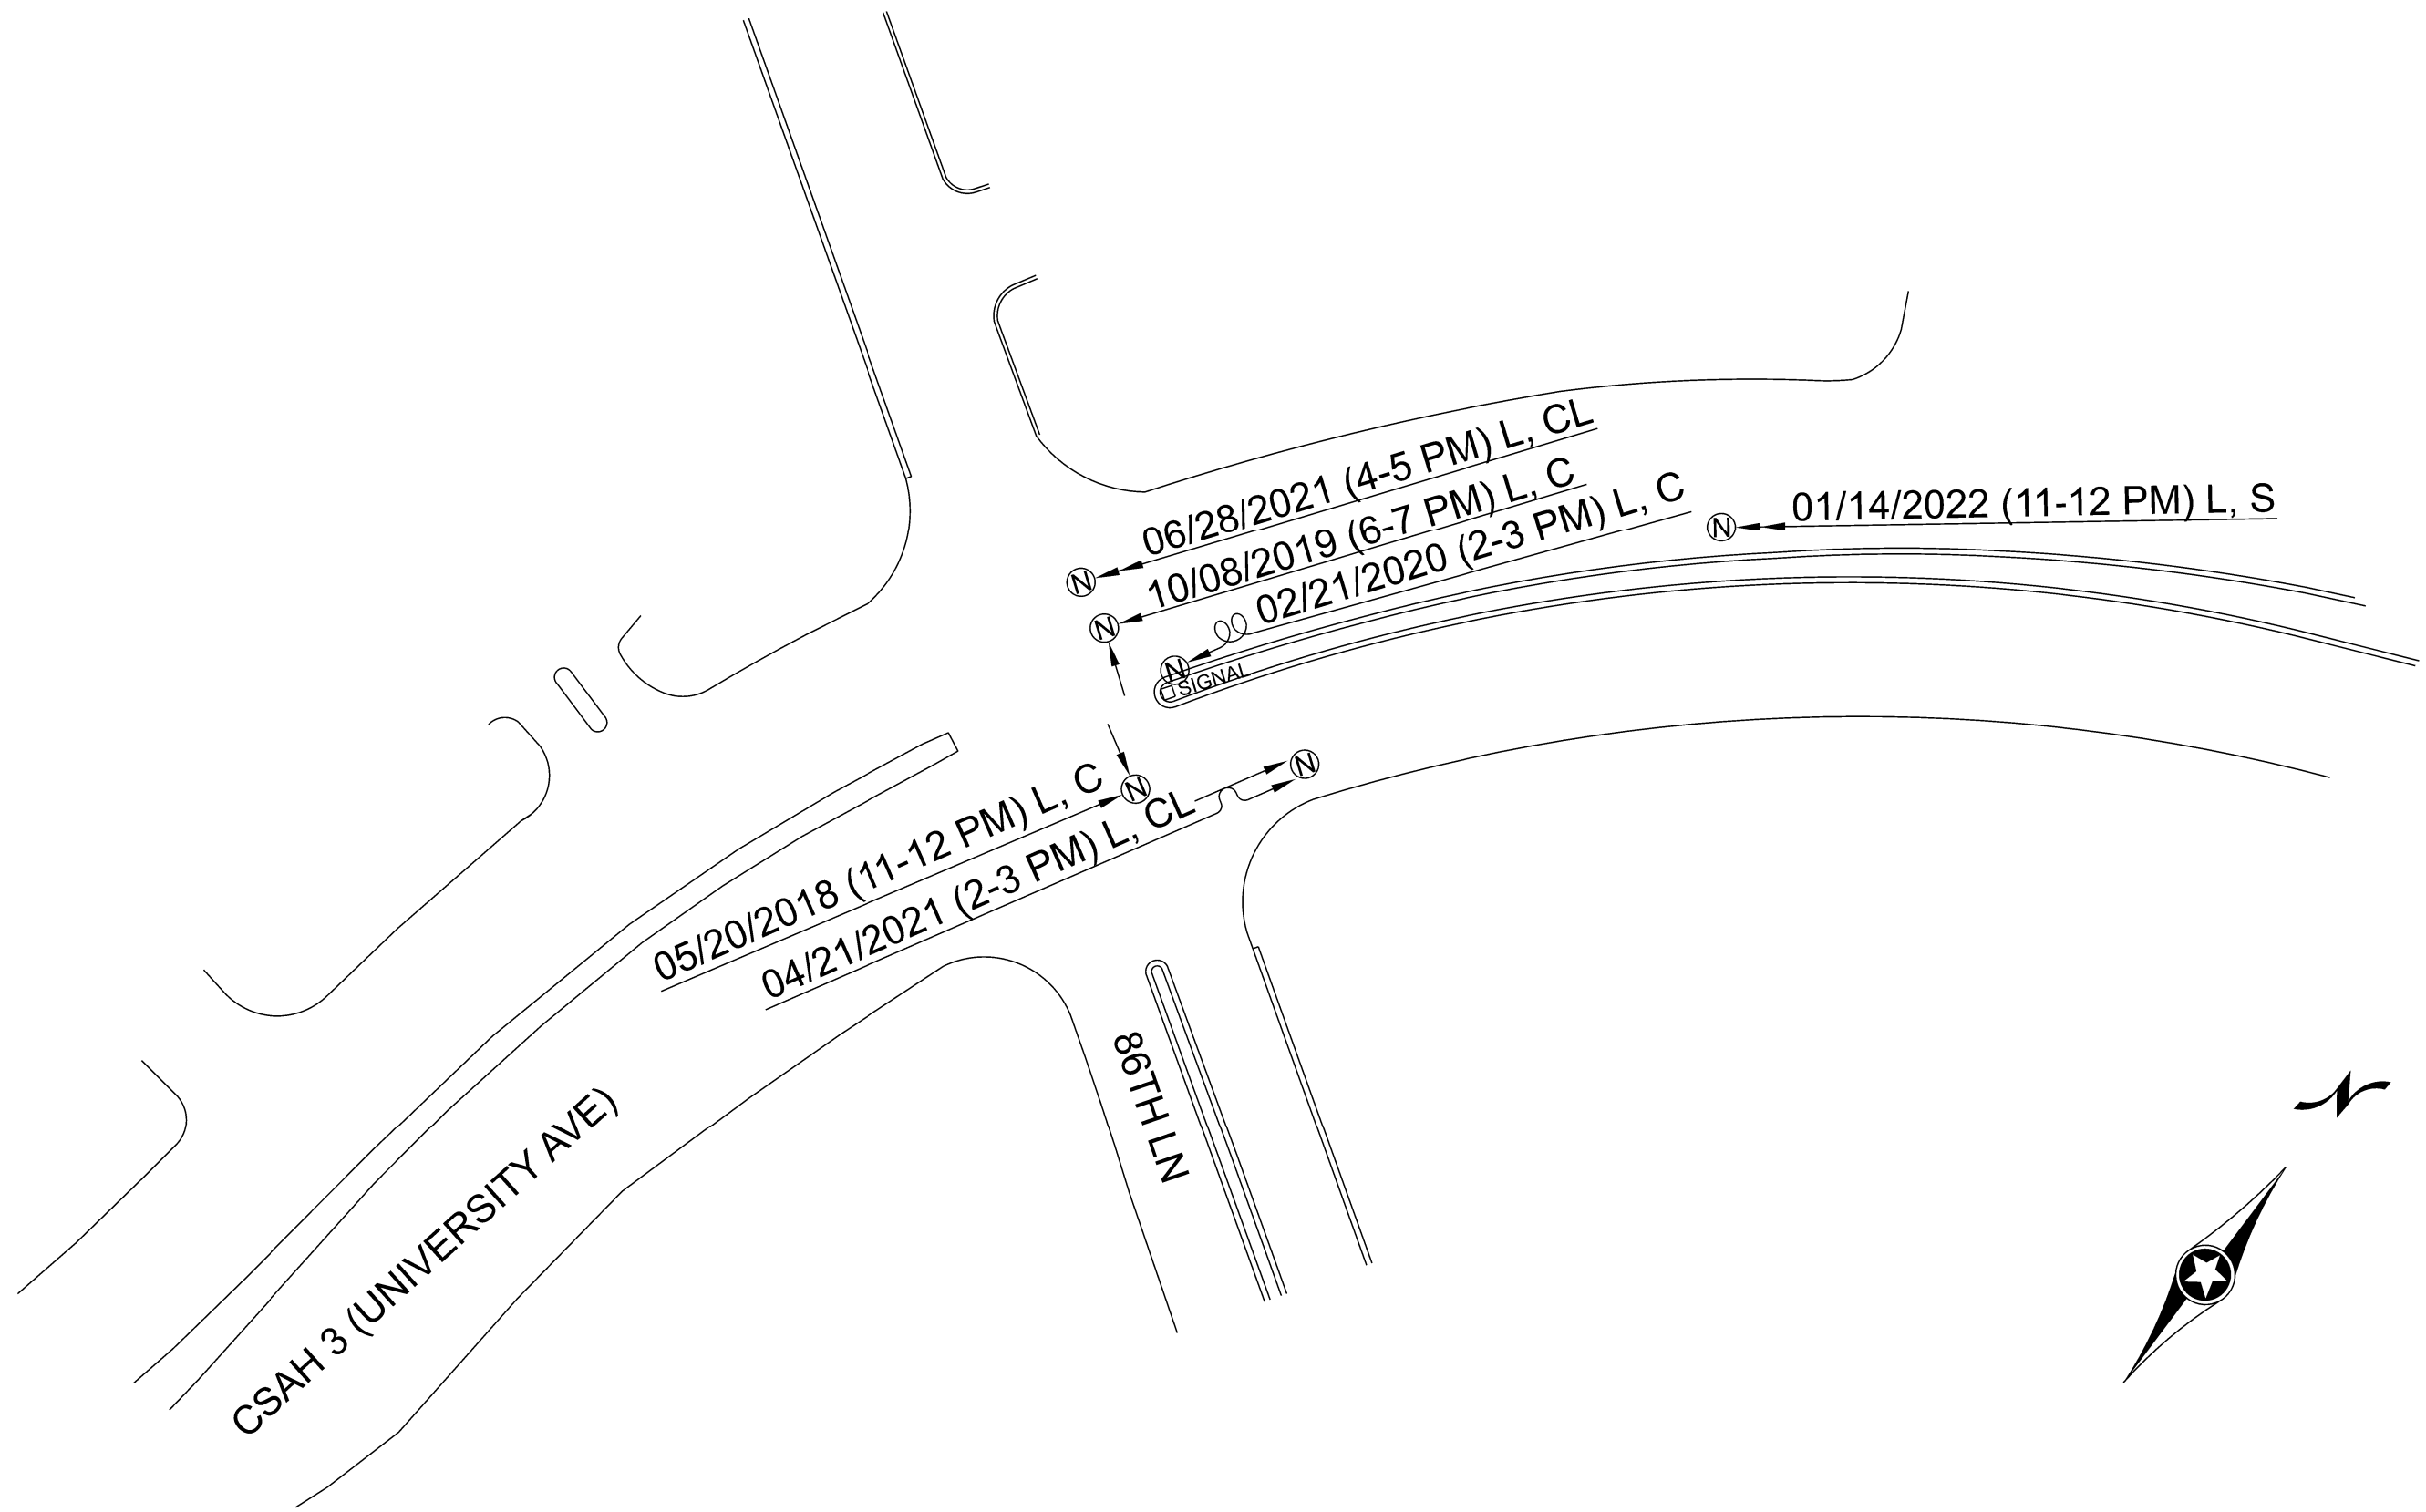 06/28/2021 (4-5 PM) L, CL
10/08/2019 (6-7 PM) L, C
02/21/2020 (2-3 PM) L, C
01/14/2022 (11-12 PM) L, S
N
N
N
N
SIGNAL
05/20/2018 (11-12 PM) L, C
N
04/21/2021 (2-3 PM) L, CL
N
98TH LN
CSAH 3 (UNIVERSITY AVE)
N